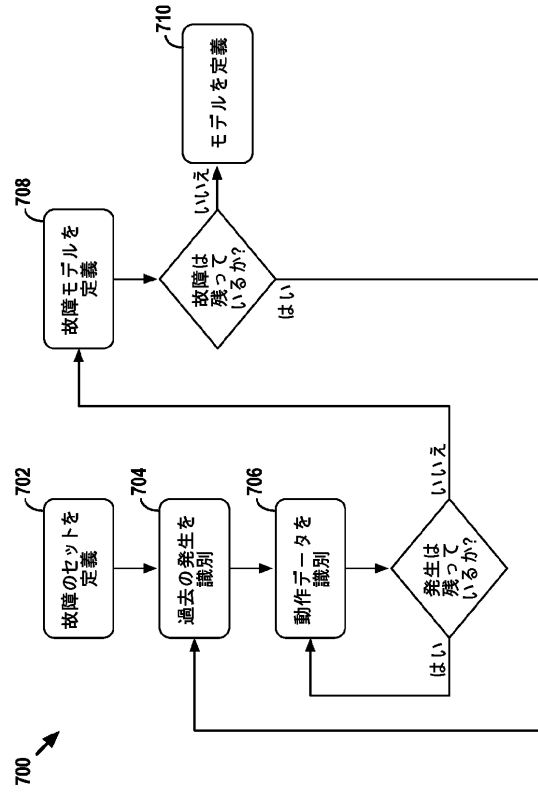 700
702
故障のセットを
定義
704
過去の発生を
識別
706
動作データを
識別
発生は
残って
いるか?
はい
いいえ
708
故障モデルを
定義
故障は
残って
いるか?
はい
いいえ
710
モデルを定義